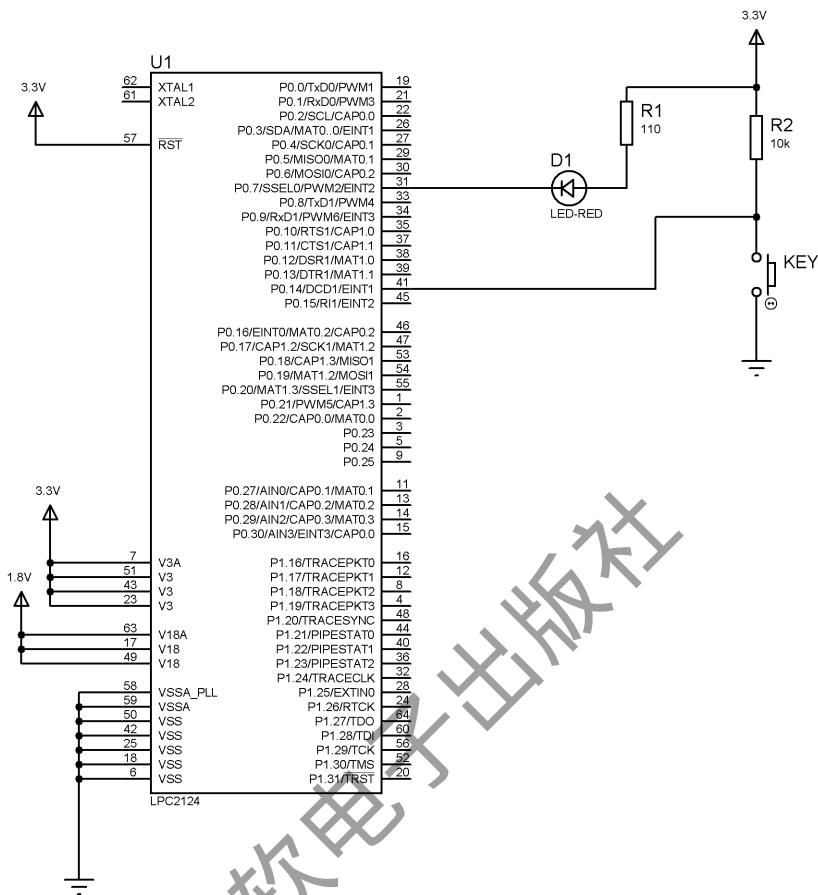 3.3V
U1
3.3V
62 XTAL1
61 XTAL2
57 RST
P0.0/TxD0/PWM1 19
P0.1/RxD0/PWM3 21
P0.2/SCL/CAP0.0 22
P0.3/SDA/MAT0..0/EINT1 26
P0.4/SCK0/CAP0.1 27
P0.5/MISO0/MAT0.1 29
P0.6/MOSI0/CAP0.2 30
P0.7/SSEL0/PWM2/EINT2 31
P0.8/TxD1/PWM4 33
P0.9/RxD1/PWM6/EINT3 34
P0.10/RTS1/CAP1.0 35
P0.11/CTS1/CAP1.1 37
P0.12/DSR1/MAT1.0 38
P0.13/DTR1/MAT1.1 39
P0.14/DCD1/EINT1 41
P0.15/RI1/EINT2 45
P0.16/EINT0/MAT0.2/CAP0.2 46
P0.17/CAP1.2/SCK1/MAT1.2 47
P0.18/CAP1.3/MISO1 53
P0.19/MAT1.2/MOSI1 54
P0.20/MAT1.3/SSEL1/EINT3 55
P0.21/PWM5/CAP1.3 1
P0.22/CAP0.0/MAT0.0 2
P0.23 3
P0.24 5
P0.25 9
P0.27/AIN0/CAP0.1/MAT0.1 11
P0.28/AIN1/CAP0.2/MAT0.2 13
P0.29/AIN2/CAP0.3/MAT0.3 14
P0.30/AIN3/EINT3/CAP0.0 15
R1
110
R2
10k
D1
LED-RED
KEY
3.3V
7 V3A
51 V3
43 V3
23 V3
1.8V
63 V18A
17 V18
49 V18
58 VSSA_PLL
59 VSSA
50 VSS
42 VSS
25 VSS
18 VSS
6 VSS
P1.16/TRACEPKT0 16
P1.17/TRACEPKT1 12
P1.18/TRACEPKT2 8
P1.19/TRACEPKT3 4
P1.20/TRACESYNC 48
P1.21/PIPESTAT0 44
P1.22/PIPESTAT1 40
P1.23/PIPESTAT2 36
P1.24/TRACECLK 32
P1.25/EXTIN0 28
P1.26/RTCK 24
P1.27/TDO 64
P1.28/TDI 60
P1.29/TCK 56
P1.30/TMS 52
P1.31/TRST 20
LPC2124
软电子出版社